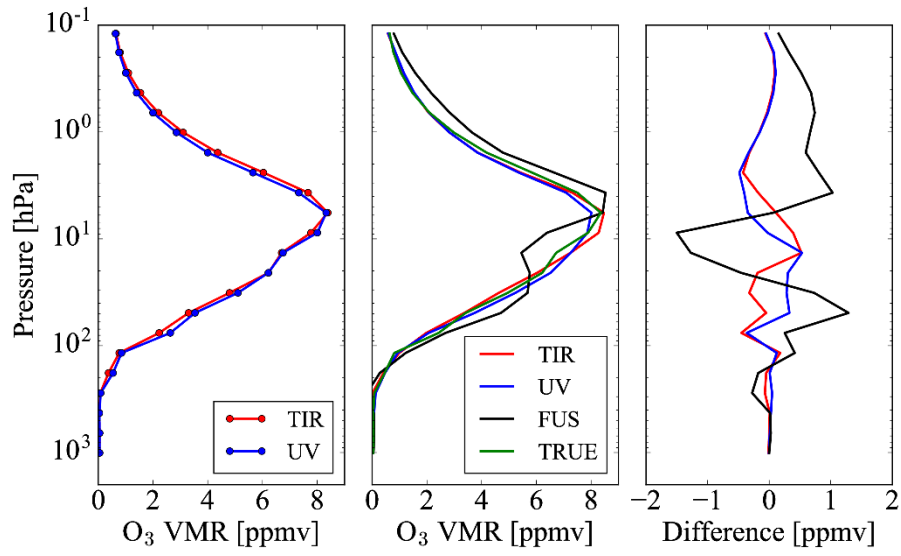 10⁻¹
10⁰
10¹
10²
10³
Pressure [hPa]
TIR
UV
0 2 4 6 8
O₃ VMR [ppmv]
TIR
UV
FUS
TRUE
0 2 4 6 8
O₃ VMR [ppmv]
−2 −1 0 1 2
Difference [ppmv]